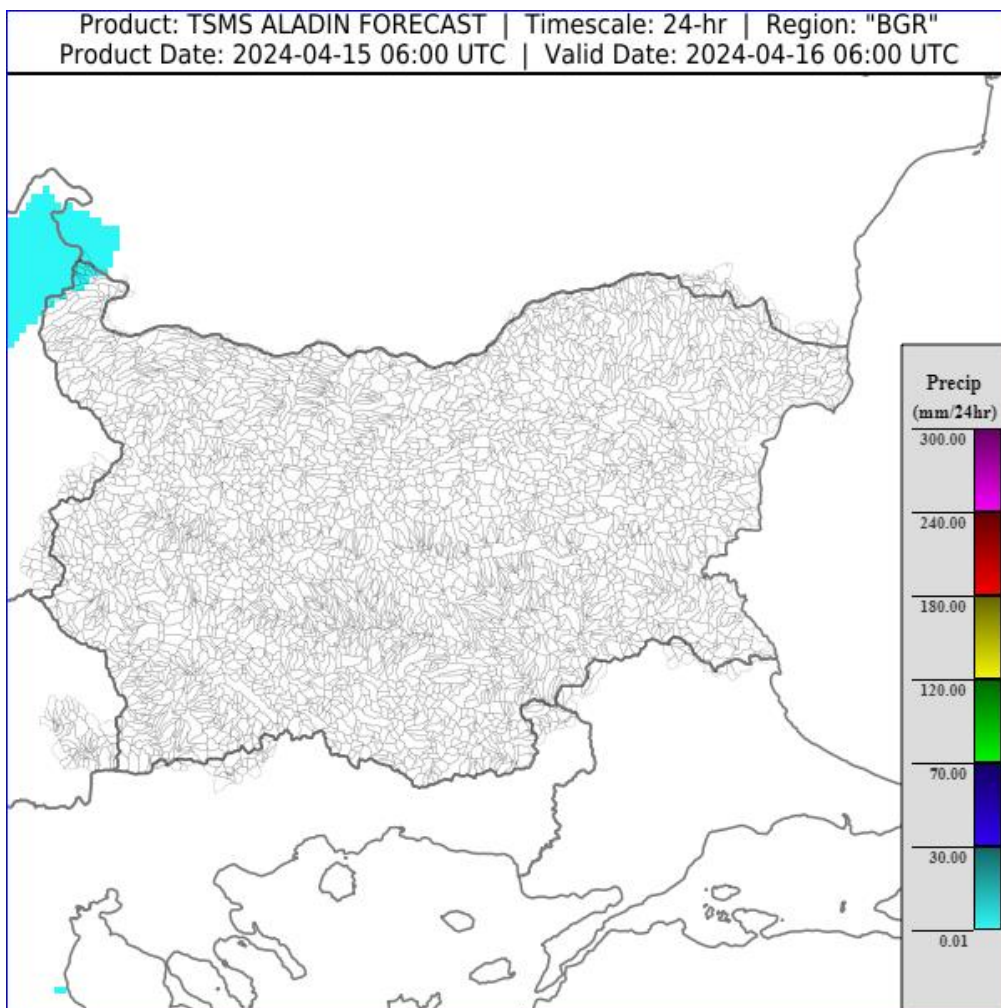 Product: TSMS ALADIN FORECAST | Timescale: 24-hr | Region: "BGR"
Product Date: 2024-04-15 06:00 UTC | Valid Date: 2024-04-16 06:00 UTC
Precip
(mm/24hr)
300.00
240.00
180.00
120.00
70.00
30.00
0.01